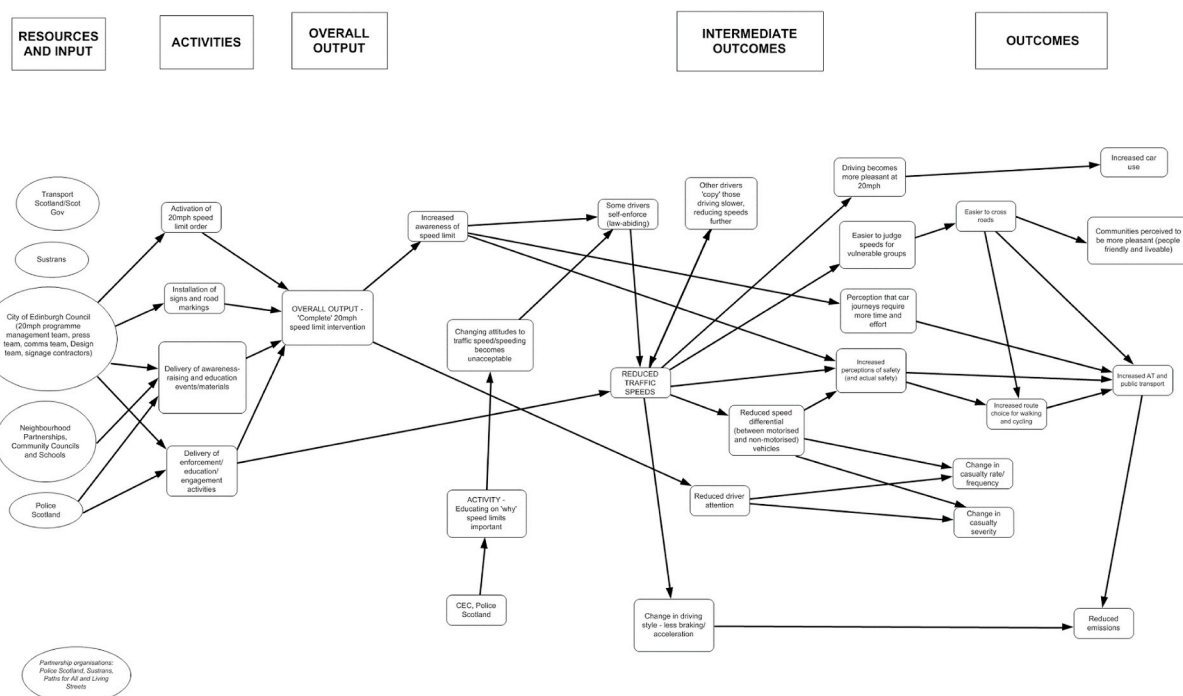 RESOURCES
AND INPUT
ACTIVITIES
OVERALL
OUTPUT
INTERMEDIATE
OUTCOMES
OUTCOMES
Transport
Scotland/Scot
Gov
Sustrans
City of Edinburgh Council
(20mph programme
management team, press
team, comms team, Design
team, signage contractors)
Neighbourhood
Partnerships,
Community Councils
and Schools
Police
Scotland
Partnership organisations:
Police Scotland, Sustrans,
Paths for All and Living
Streets
Activation of
20mph speed
limit order
Installation of
signs and road
markings
Delivery of awareness-
raising and education
events/materials
Delivery of
enforcement/
education/
engagement
activities
OVERALL OUTPUT -
'Complete' 20mph
speed limit intervention
Increased
awareness of
speed limit
Changing attitudes to
traffic speed/speeding
becomes
unacceptable
ACTIVITY -
Educating on 'why'
speed limits
important
CEC, Police
Scotland
Some drivers
self-enforce
(law-abiding)
Other drivers
'copy' those
driving slower,
reducing speeds
further
REDUCED
TRAFFIC
SPEEDS
Reduced speed
differential
(between motorised
and non-motorised)
vehicles
Reduced driver
attention
Change in driving
style - less braking/
acceleration
Driving becomes
more pleasant at
20mph
Easier to judge
speeds for
vulnerable groups
Perception that car
journeys require
more time and
effort
Increased
perceptions of safety
(and actual safety)
Easier to cross
roads
Increased route
choice for walking
and cycling
Change in
casualty rate/
frequency
Change in
casualty
severity
Increased car
use
Communities perceived to
be more pleasant (people
friendly and liveable)
Increased AT and
public transport
Reduced
emissions